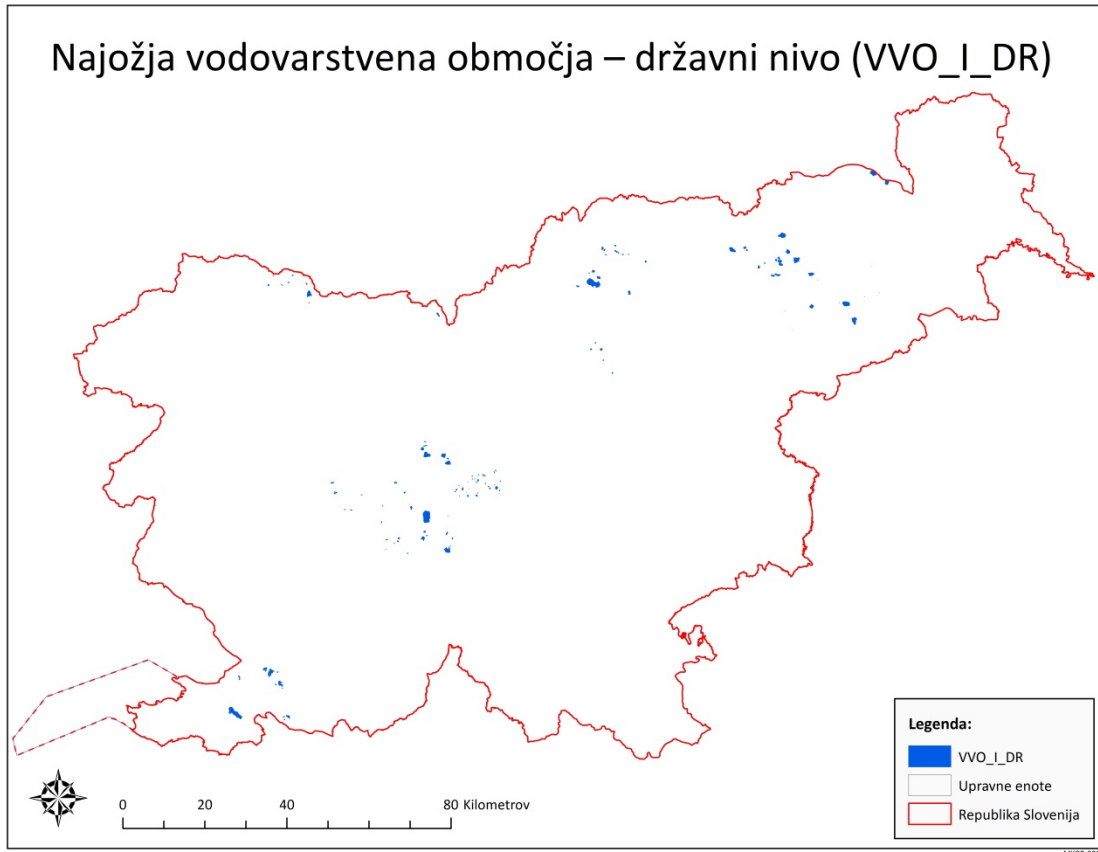 Najožja vodovarstvena območja – državni nivo (VVO_I_DR)
Legenda:
VVO_I_DR
Upravne enote
Republika Slovenija
0 20 40 80 Kilometrov